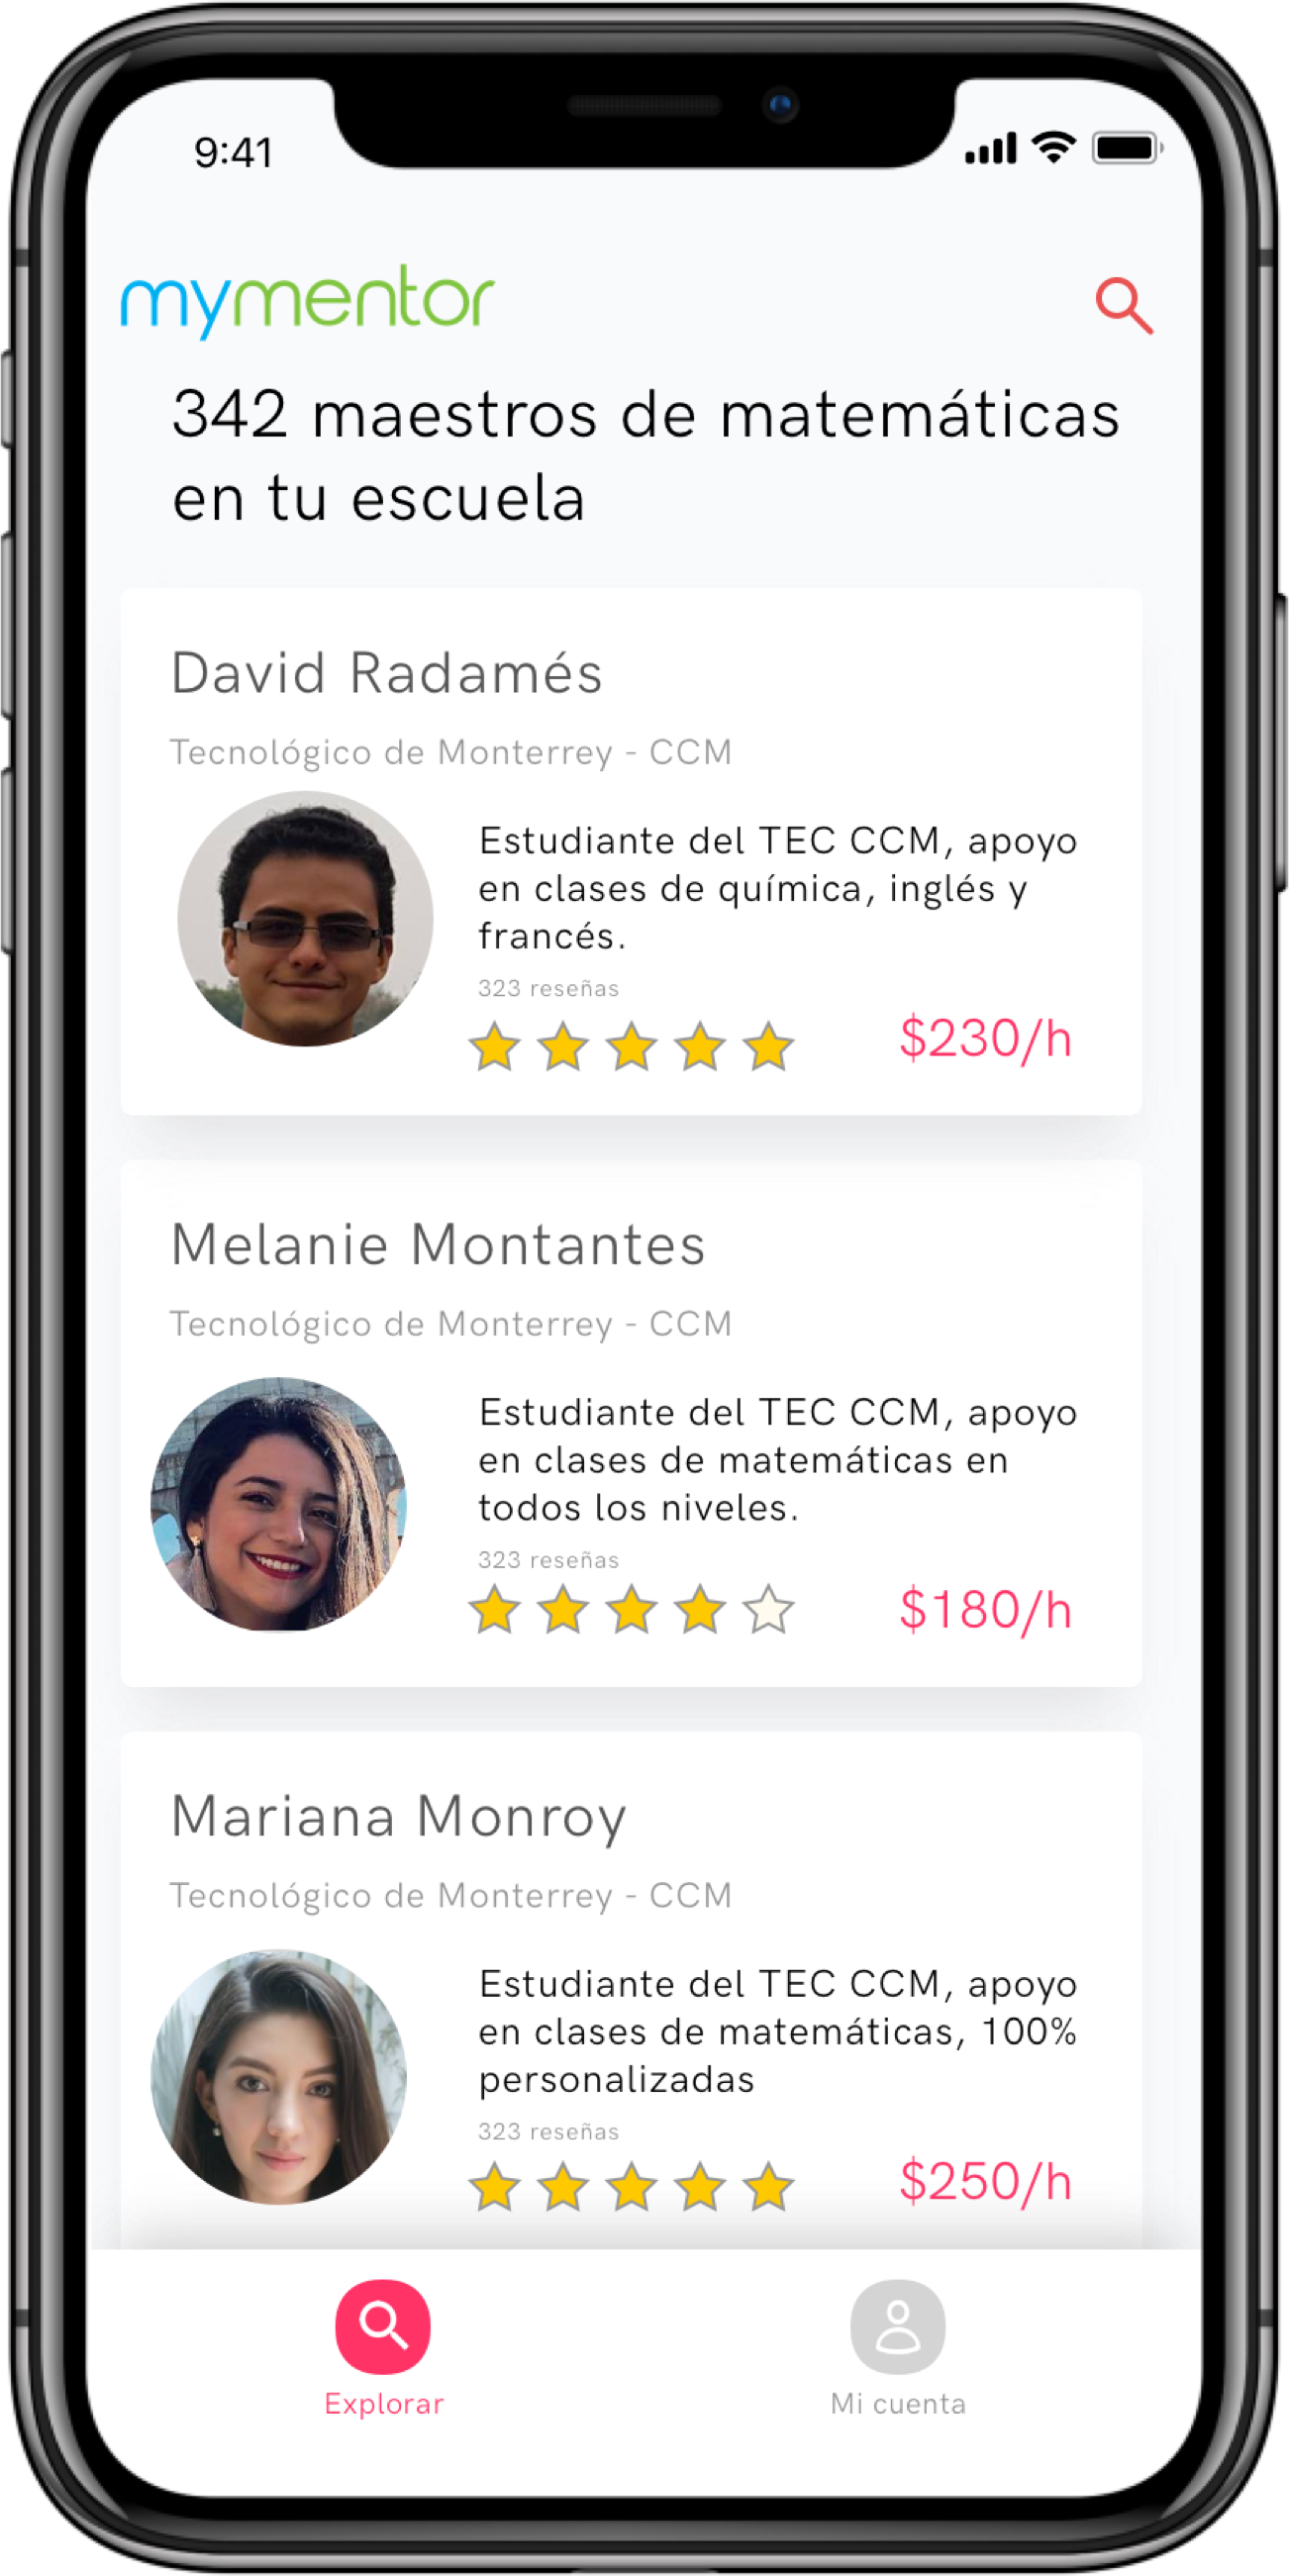 9:41
mymentor
342 maestros de matemáticas
en tu escuela
David Radamés
Tecnológico de Monterrey - CCM
Estudiante del TEC CCM, apoyo
en clases de química, inglés y
francés.
323 reseñas
$230/h
Melanie Montantes
Tecnológico de Monterrey - CCM
Estudiante del TEC CCM, apoyo
en clases de matemáticas en
todos los niveles.
323 reseñas
$180/h
Mariana Monroy
Tecnológico de Monterrey - CCM
Estudiante del TEC CCM, apoyo
en clases de matemáticas, 100%
personalizadas
323 reseñas
$250/h
Explorar
Mi cuenta